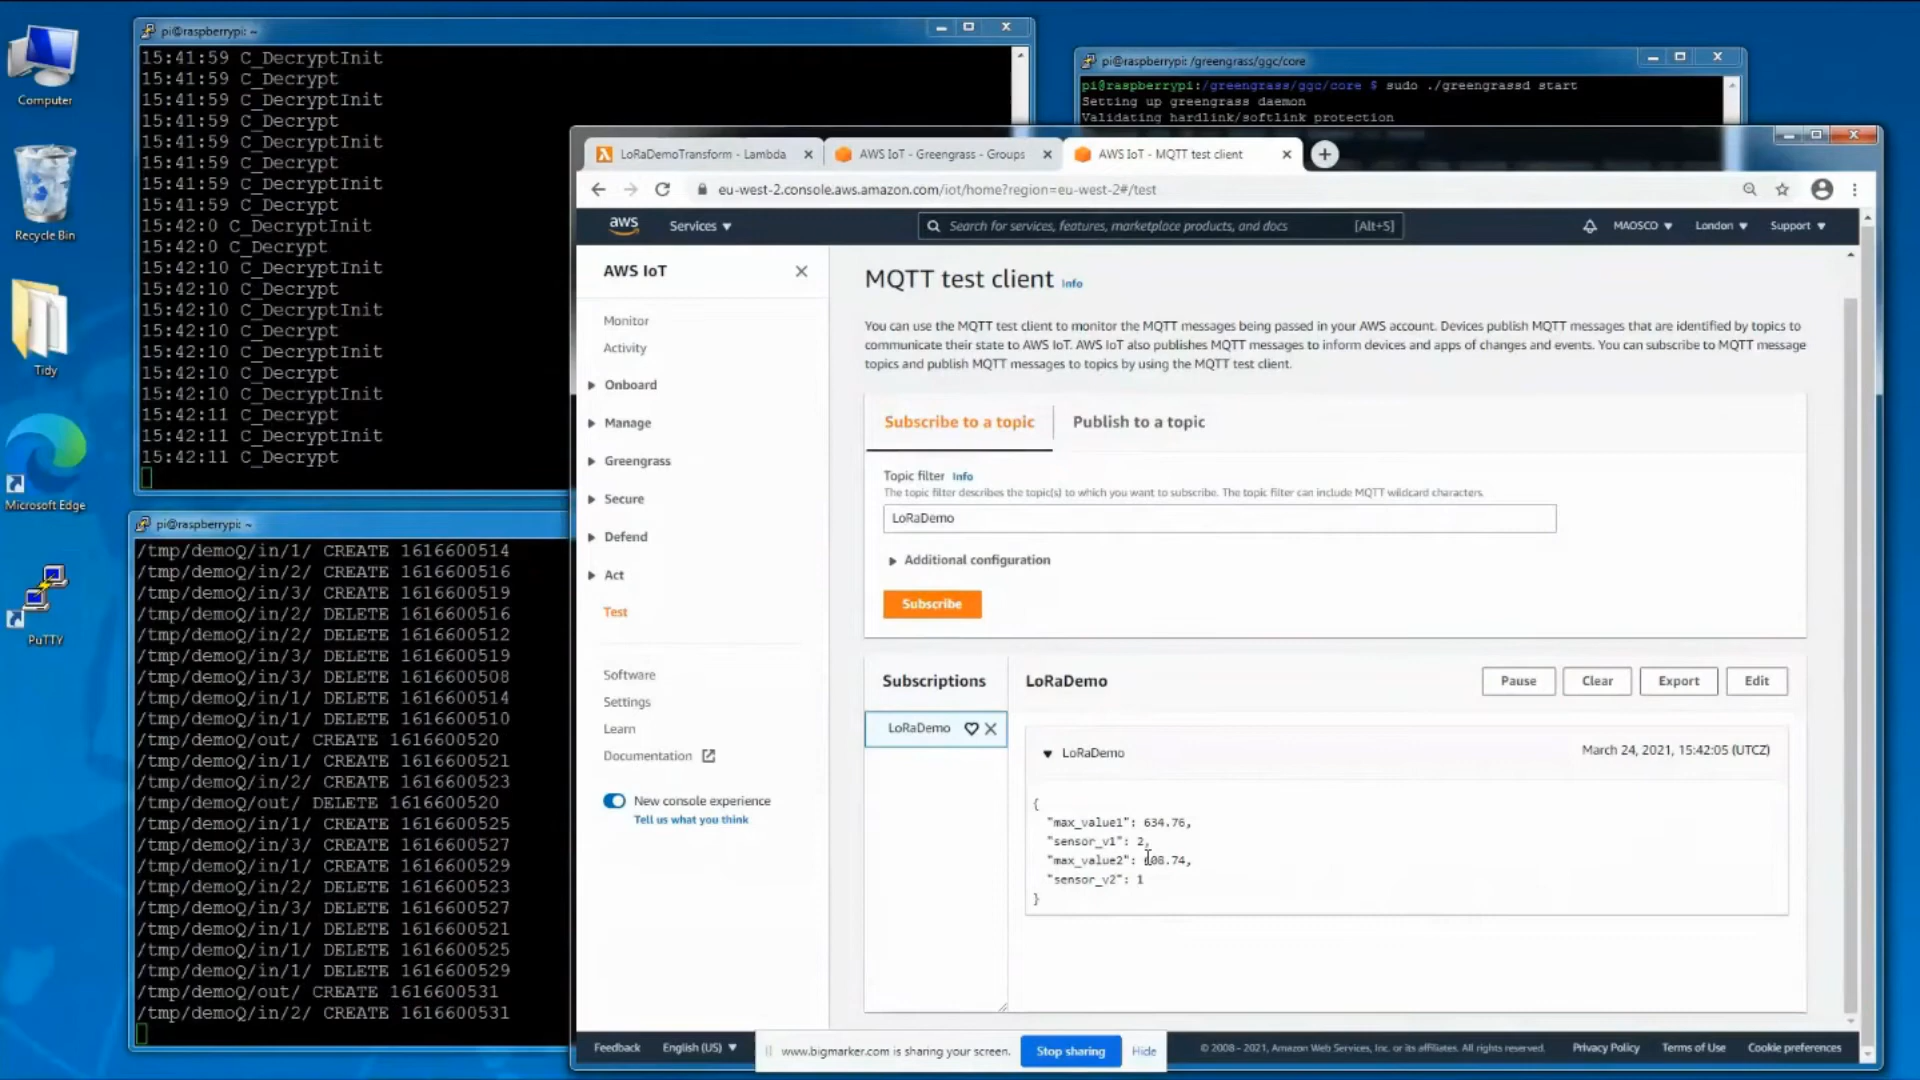 Computer
Recycle Bin
Tidy
Microsoft Edge
PuTTY
pi@raspberrypi: ~
15:41:59 C_DecryptInit
15:41:59 C_Decrypt
15:41:59 C_DecryptInit
15:41:59 C_Decrypt
15:41:59 C_DecryptInit
15:41:59 C_Decrypt
15:41:59 C_DecryptInit
15:41:59 C_Decrypt
15:42:0 C_DecryptInit
15:42:0 C_Decrypt
15:42:10 C_DecryptInit
15:42:10 C_Decrypt
15:42:10 C_DecryptInit
15:42:10 C_Decrypt
15:42:10 C_DecryptInit
15:42:10 C_Decrypt
15:42:10 C_DecryptInit
15:42:11 C_Decrypt
15:42:11 C_DecryptInit
15:42:11 C_Decrypt
pi@raspberrypi: ~
/tmp/demoQ/in/1/ CREATE 1616600514
/tmp/demoQ/in/2/ CREATE 1616600516
/tmp/demoQ/in/3/ CREATE 1616600519
/tmp/demoQ/in/2/ DELETE 1616600516
/tmp/demoQ/in/2/ DELETE 1616600512
/tmp/demoQ/in/3/ DELETE 1616600519
/tmp/demoQ/in/3/ DELETE 1616600508
/tmp/demoQ/in/1/ DELETE 1616600514
/tmp/demoQ/in/1/ DELETE 1616600510
/tmp/demoQ/out/ CREATE 1616600520
/tmp/demoQ/in/1/ CREATE 1616600521
/tmp/demoQ/in/2/ CREATE 1616600523
/tmp/demoQ/out/ DELETE 1616600520
/tmp/demoQ/in/1/ CREATE 1616600525
/tmp/demoQ/in/3/ CREATE 1616600527
/tmp/demoQ/in/1/ CREATE 1616600529
/tmp/demoQ/in/2/ DELETE 1616600523
/tmp/demoQ/in/3/ DELETE 1616600527
/tmp/demoQ/in/1/ DELETE 1616600521
/tmp/demoQ/in/1/ DELETE 1616600525
/tmp/demoQ/in/1/ DELETE 1616600529
/tmp/demoQ/out/ CREATE 1616600531
/tmp/demoQ/in/2/ CREATE 1616600531
pi@raspberrypi: /greengrass/ggc/core
pi@raspberrypi:/greengrass/ggc/core $ sudo ./greengrassd start
Setting up greengrass daemon
Validating hardlink/softlink protection
LoRaDemoTransform - Lambda
AWS IoT - Greengrass - Groups
AWS IoT - MQTT test client
eu-west-2.console.aws.amazon.com/iot/home?region=eu-west-2#/test
aws
Services
Search for services, features, marketplace products, and docs
[Alt+S]
MAOSCO
London
Support
AWS IoT
Monitor
Activity
Onboard
Manage
Greengrass
Secure
Defend
Act
Test
Software
Settings
Learn
Documentation
New console experience
Tell us what you think
MQTT test client Info
You can use the MQTT test client to monitor the MQTT messages being passed in your AWS account. Devices publish MQTT messages that are identified by topics to
communicate their state to AWS IoT. AWS IoT also publishes MQTT messages to inform devices and apps of changes and events. You can subscribe to MQTT message
topics and publish MQTT messages to topics by using the MQTT test client.
Subscribe to a topic
Publish to a topic
Topic filter Info
The topic filter describes the topic(s) to which you want to subscribe. The topic filter can include MQTT wildcard characters.
LoRaDemo
Additional configuration
Subscribe
Subscriptions
LoRaDemo
LoRaDemo
Pause
Clear
Export
Edit
LoRaDemo
March 24, 2021, 15:42:05 (UTCZ)
{
"max_value1": 634.76,
"sensor_v1": 2,
"max_value2":
"sensor_v2": 1
}
Feedback
English (US)
www.bigmarker.com is sharing your screen.
Stop sharing
Hide
© 2008 - 2021, Amazon Web Services, Inc. or its affiliates. All rights reserved.
Privacy Policy
Terms of Use
Cookie preferences